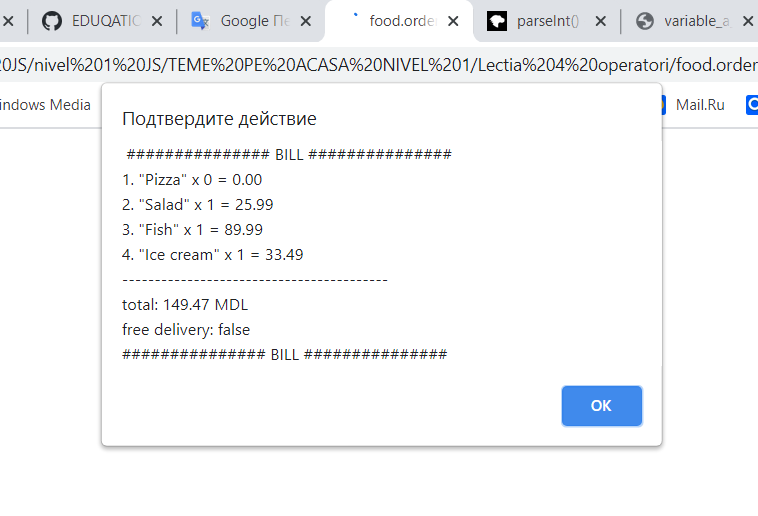 EDUQATIC
Google Пе
food.orde
parseInt()
variable_a
20JS/nivel%201%20JS/TEME%20PE%20ACASA%20NIVEL%201/Lectia%204%20operatori/food.order
indows Media
Mail.Ru
Подтвердите действие
############### BILL ###############
1. "Pizza" x 0 = 0.00
2. "Salad" x 1 = 25.99
3. "Fish" x 1 = 89.99
4. "Ice cream" x 1 = 33.49
-----------------------------------------
total: 149.47 MDL
free delivery: false
############### BILL ###############
OK